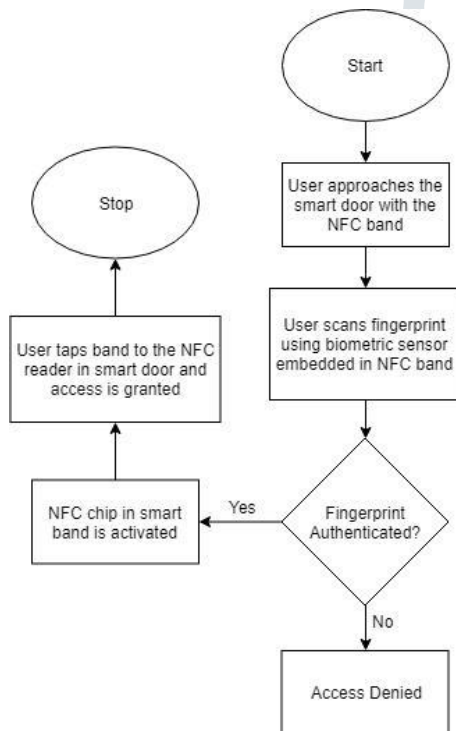 Start
User approaches the
smart door with the
NFC band
User scans fingerprint
using biometric sensor
embedded in NFC band
Fingerprint
Authenticated?
Yes
NFC chip in smart
band is activated
User taps band to the NFC
reader in smart door and
access is granted
Stop
No
Access Denied